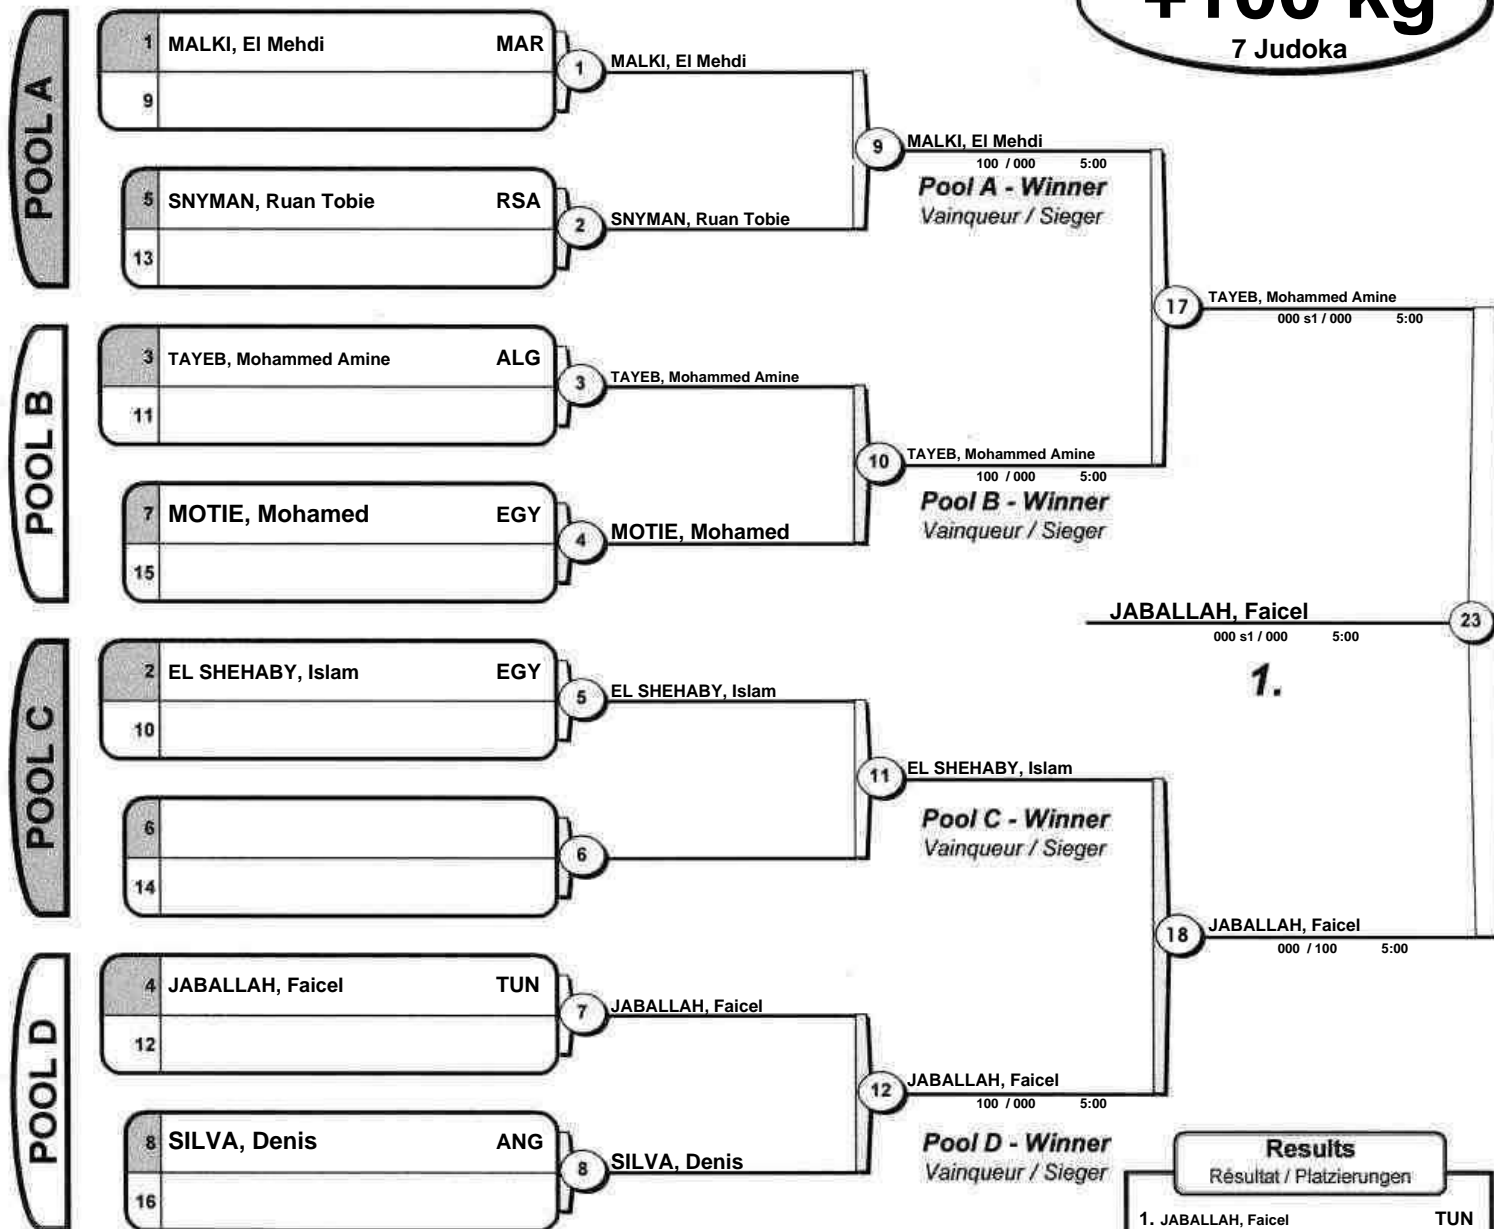 +100 kg
7 Judoka
POOL A
1 MALKI, El Mehdi MAR
9
1 MALKI, El Mehdi
5 SNYMAN, Ruan Tobie RSA
13
2 SNYMAN, Ruan Tobie
9 MALKI, El Mehdi
100 / 000 5:00
Pool A - Winner
Vainqueur / Sieger
POOL B
3 TAYEB, Mohammed Amine ALG
11
3 TAYEB, Mohammed Amine
7 MOTIE, Mohamed EGY
15
4 MOTIE, Mohamed
10 TAYEB, Mohammed Amine
100 / 000 5:00
Pool B - Winner
Vainqueur / Sieger
17 TAYEB, Mohammed Amine
000 s1 / 000 5:00
JABALLAH, Faicel 23
000 s1 / 000 5:00
1.
POOL C
2 EL SHEHABY, Islam EGY
10
5 EL SHEHABY, Islam
6
14
6
11 EL SHEHABY, Islam
Pool C - Winner
Vainqueur / Sieger
POOL D
4 JABALLAH, Faicel TUN
12
7 JABALLAH, Faicel
8 SILVA, Denis ANG
16
8 SILVA, Denis
12 JABALLAH, Faicel
100 / 000 5:00
Pool D - Winner
Vainqueur / Sieger
18 JABALLAH, Faicel
000 / 100 5:00
Results
Résultat / Platzierungen
1. JABALLAH, Faicel TUN